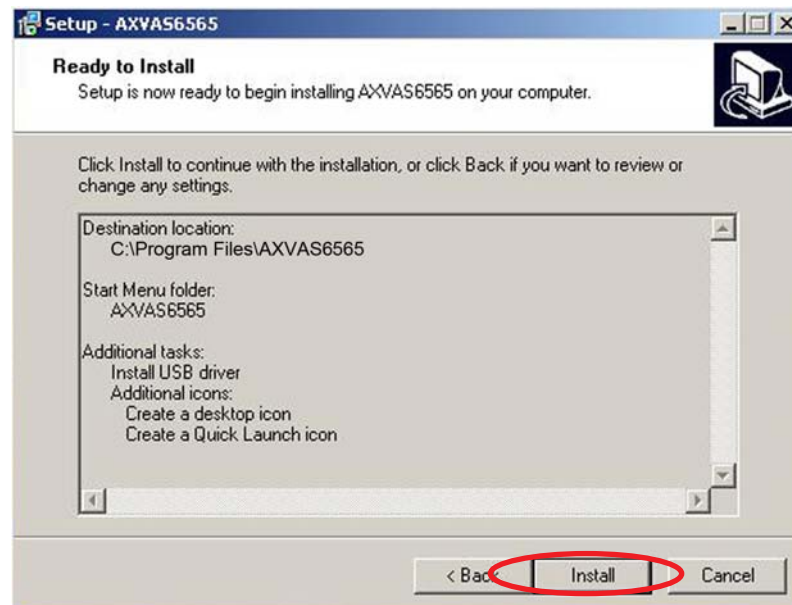 Setup - AXVAS6565
Ready to Install
Setup is now ready to begin installing AXVAS6565 on your computer.
Click Install to continue with the installation, or click Back if you want to review or
change any settings.
Destination location:
C:\Program Files\AXVAS6565
Start Menu folder:
AXVAS6565
Additional tasks:
Install USB driver
Additional icons:
Create a desktop icon
Create a Quick Launch icon
< Back Install Cancel